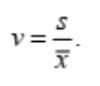 v = s / x̄.